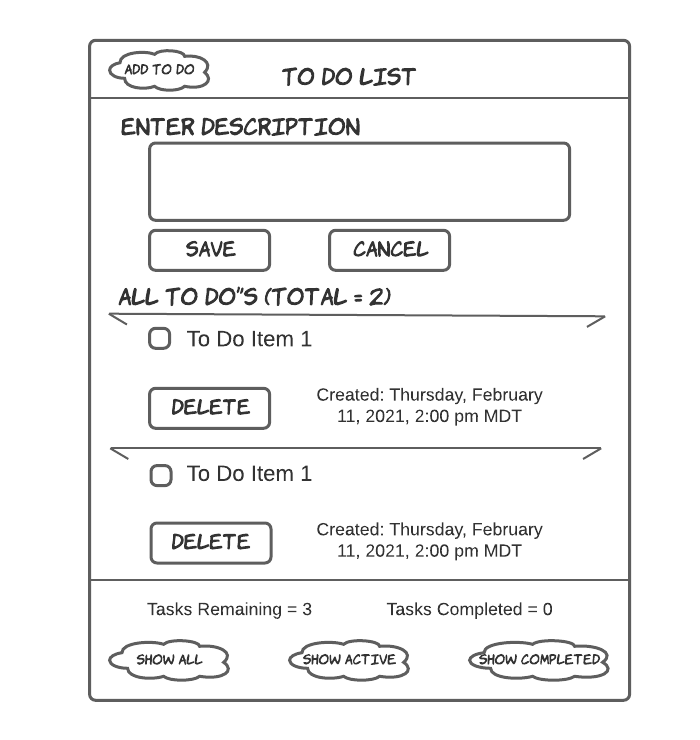 ADD TO DO
TO DO LIST
ENTER DESCRIPTION
SAVE
CANCEL
ALL TO DO"S (TOTAL = 2)
To Do Item 1
DELETE
Created: Thursday, February
11, 2021, 2:00 pm MDT
To Do Item 1
DELETE
Created: Thursday, February
11, 2021, 2:00 pm MDT
Tasks Remaining = 3
Tasks Completed = 0
SHOW ALL
SHOW ACTIVE
SHOW COMPLETED